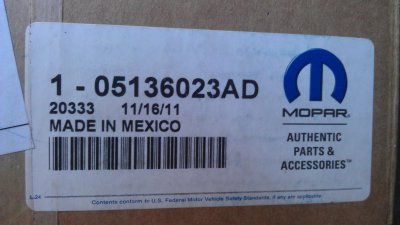 1 - 05136023AD
20333 11/16/11
MADE IN MEXICO
MOPAR
AUTHENTIC
PARTS &
ACCESSORIES™
L-24
Contents conform to U.S. Federal Motor Vehicle Safety Standards, if any are applicable